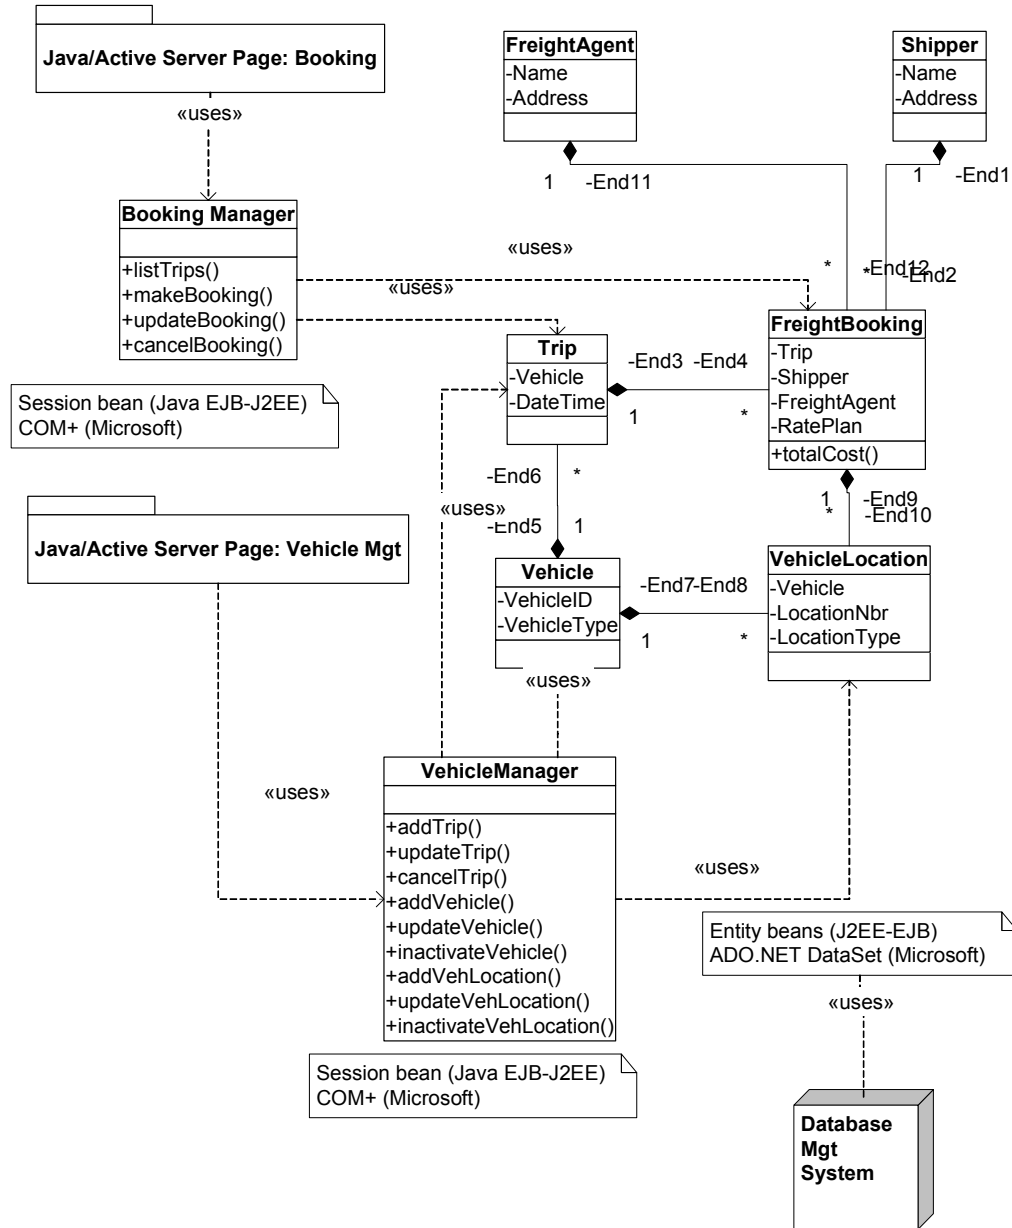 Java/Active Server Page: Booking
«uses»
FreightAgent
-Name
-Address
Shipper
-Name
-Address
1
-End11
1
-End1
Booking Manager
+listTrips()
+makeBooking()
+updateBooking()
+cancelBooking()
«uses»
«uses»
*
-End12
*
-End2
Session bean (Java EJB-J2EE)
COM+ (Microsoft)
Trip
-Vehicle
-DateTime
-End3
-End4
1
*
FreightBooking
-Trip
-Shipper
-FreightAgent
-RatePlan
+totalCost()
-End6
*
«uses»
-End5
1
1
-End9
*
-End10
Java/Active Server Page: Vehicle Mgt
Vehicle
-VehicleID
-VehicleType
-End7
-End8
1
*
VehicleLocation
-Vehicle
-LocationNbr
-LocationType
«uses»
«uses»
VehicleManager
+addTrip()
+updateTrip()
+cancelTrip()
+addVehicle()
+updateVehicle()
+inactivateVehicle()
+addVehLocation()
+updateVehLocation()
+inactivateVehLocation()
«uses»
Session bean (Java EJB-J2EE)
COM+ (Microsoft)
Entity beans (J2EE-EJB)
ADO.NET DataSet (Microsoft)
«uses»
Database
Mgt
System